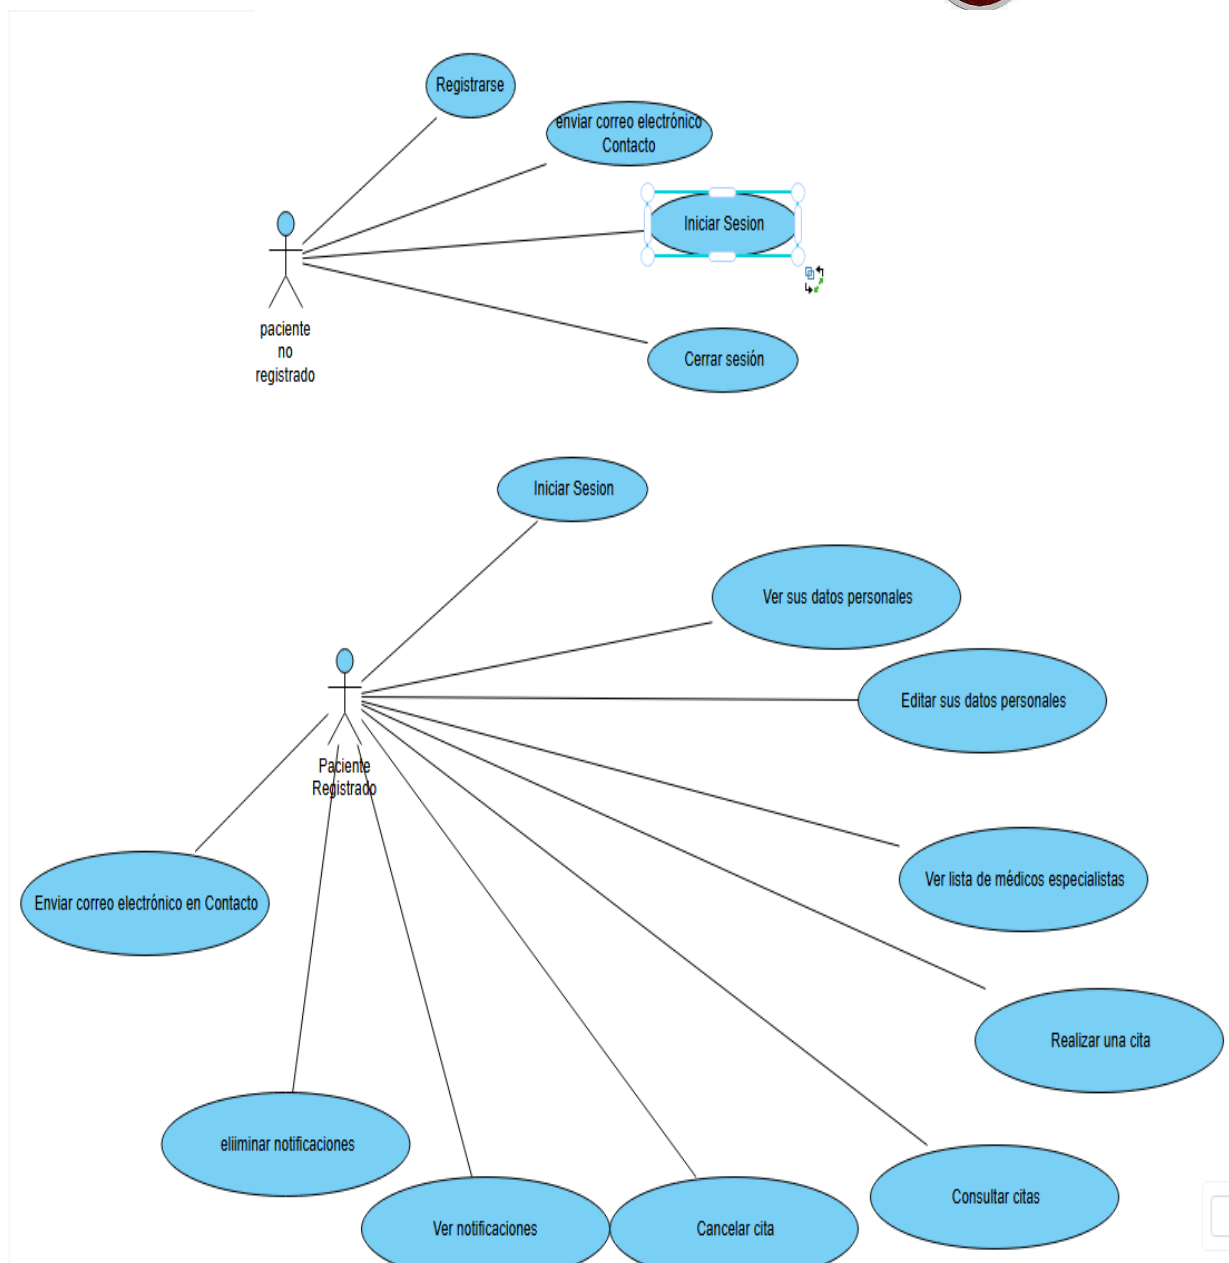 Registrarse
enviar correo electrónico
Contacto
Iniciar Sesion
paciente
no
registrado
Cerrar sesión
Iniciar Sesion
Ver sus datos personales
Editar sus datos personales
Paciente
Registrado
Ver lista de médicos especialistas
Enviar correo electrónico en Contacto
Realizar una cita
eliiminar notificaciones
Consultar citas
Ver notificaciones
Cancelar cita